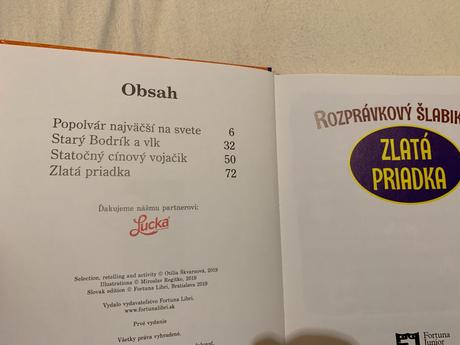 Obsah
Popolvár najväčší na svete 6
Starý Bodrík a vlk 32
Statočný cínový vojačik 50
Zlatá priadka 72
Ďakujeme nášmu partnerovi:
Lucka
Selection, retelling and activity © Otília Škvarnová, 2019
Illustrations © Miroslav Regitko, 2019
Slovak edition © Fortuna Libri, Bratislava 2019
Vydalo vydavateľstvo Fortuna Libri.
www.fortunalibri.sk
Prvé vydanie
Všetky práva vyhradené.
ROZPRÁVKOVÝ ŠLABIK
ZLATÁ
PRIADKA
Fortuna
Junior